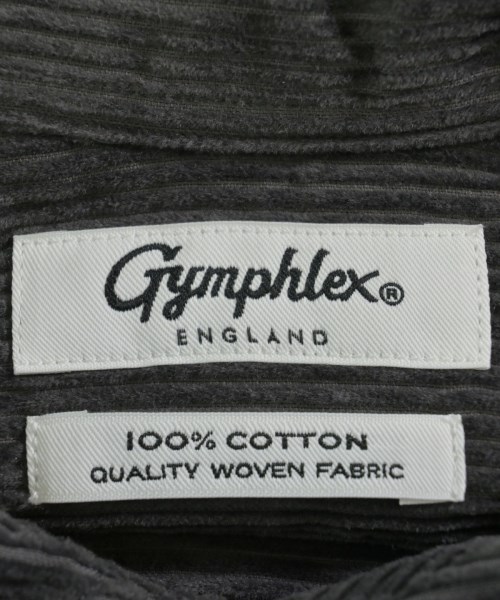 Gymphlex®
ENGLAND
100% COTTON
QUALITY WOVEN FABRIC